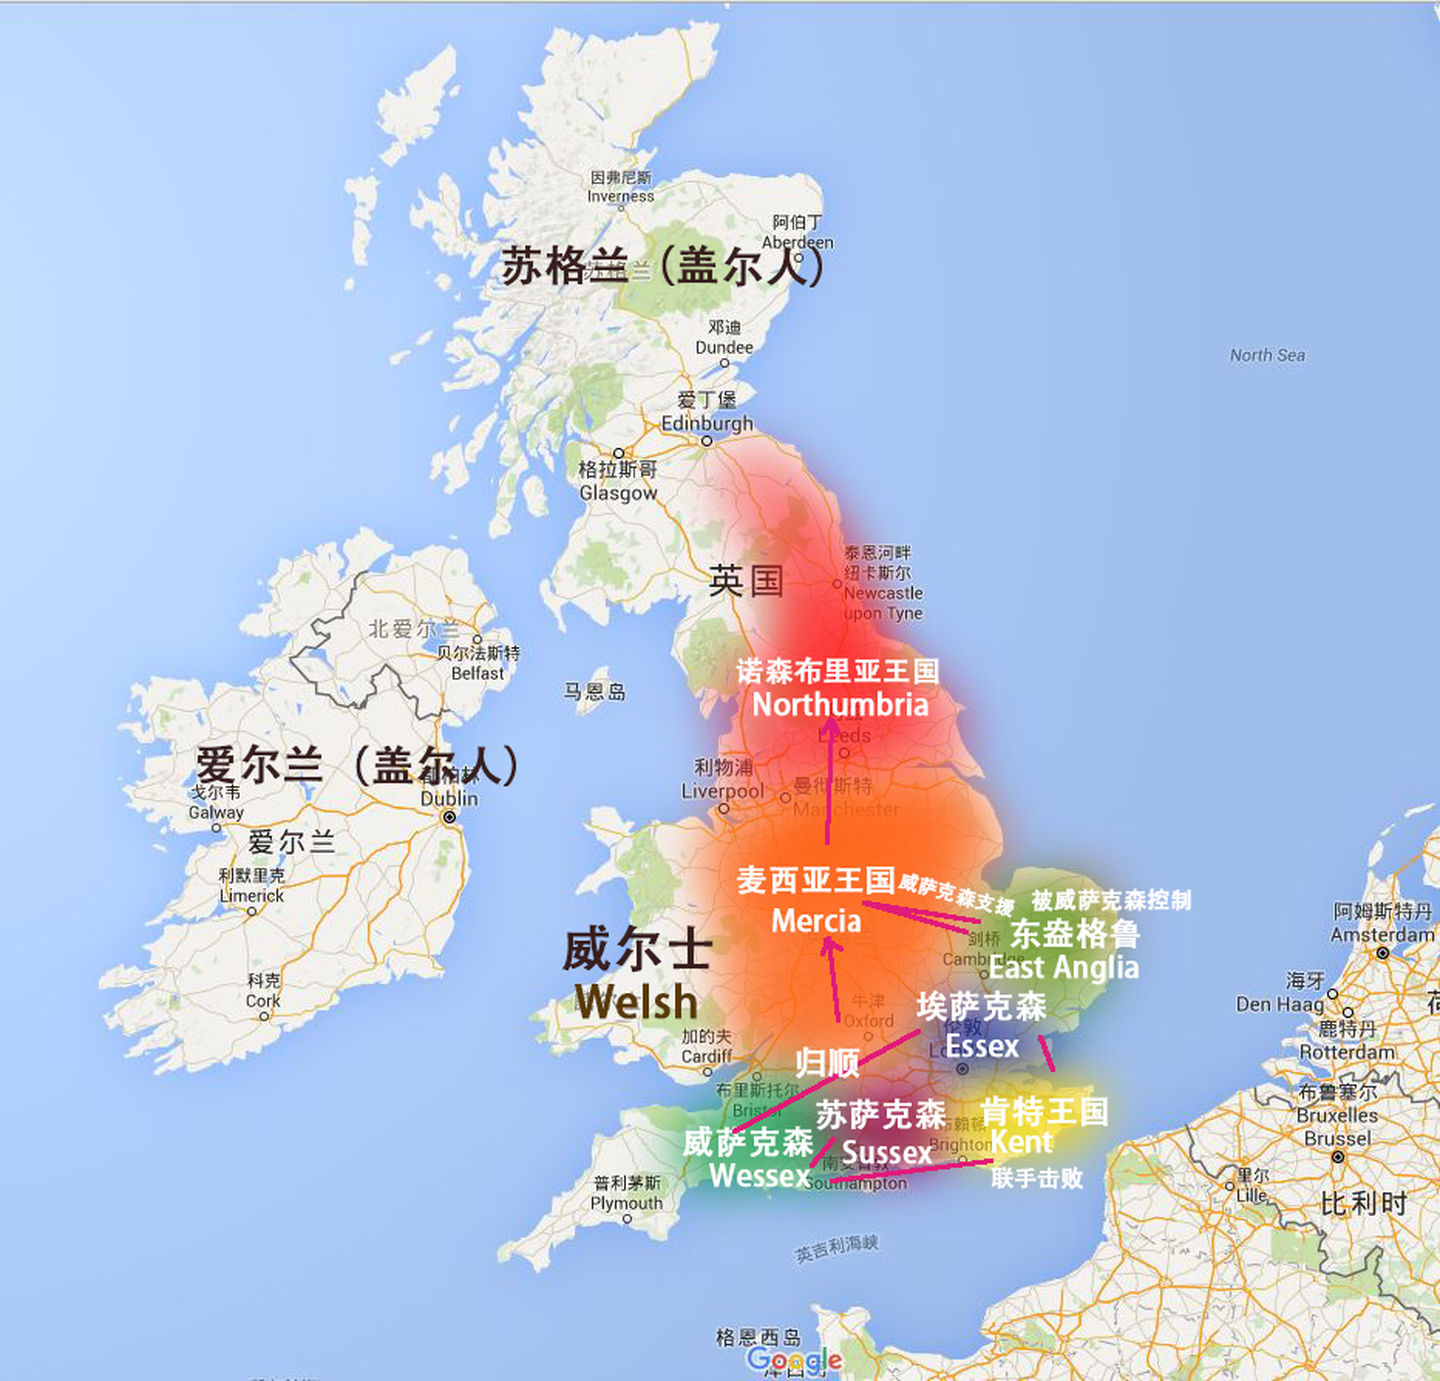 因弗尼斯
Inverness
阿伯丁
Aberdeen
苏格兰（盖尔人）
邓迪
Dundee
North Sea
爱丁堡
Edinburgh
格拉斯哥
Glasgow
泰恩河畔
纽卡斯尔
Newcastle
upon Tyne
英国
北爱尔兰
贝尔法斯特
Belfast
马恩岛
诺森布里亚王国
Northumbria
Leeds
爱尔兰（盖尔人）
Dublin
利物浦
Liverpool
曼彻斯特
Manchester
戈尔韦
Galway
爱尔兰
利默里克
Limerick
麦西亚王国
Mercia
威萨克森支援
被威萨克森控制
东盎格鲁
East Anglia
剑桥
Cambridge
阿姆斯特丹
Amsterdam
威尔士
Welsh
科克
Cork
海牙
Den Haag
荷
鹿特丹
Rotterdam
牛津
Oxford
埃萨克森
Essex
伦敦
加的夫
Cardiff
归顺
布里斯托尔
Bristol
苏萨克森
Sussex
肯特王国
Kent
Brighton
联手击败
威萨克森
Wessex
Southampton
布鲁塞尔
Bruxelles
Brussel
普利茅斯
Plymouth
里尔
Lille
比利时
英吉利海峡
格恩西岛
Google